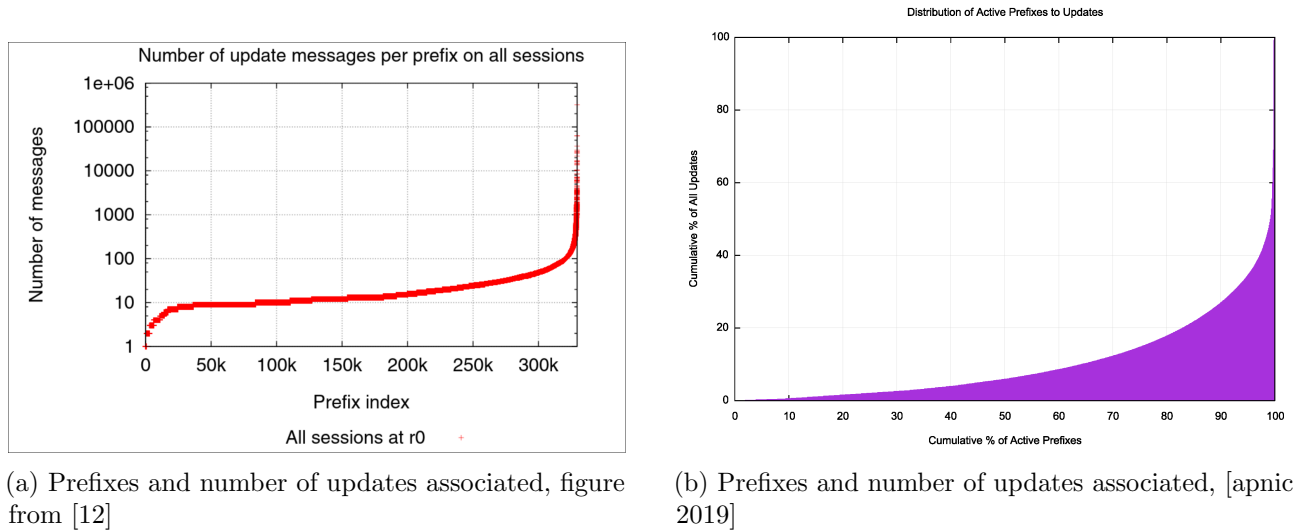 Number of update messages per prefix on all sessions
1e+06
100000
10000
1000
100
10
1
Number of messages
0 50k 100k 150k 200k 250k 300k
Prefix index
All sessions at r0
(a) Prefixes and number of updates associated, figure
from [12]
Distribution of Active Prefixes to Updates
100
80
60
40
20
0
Cumulative % of All Updates
0 10 20 30 40 50 60 70 80 90 100
Cumulative % of Active Prefixes
(b) Prefixes and number of updates associated, [apnic
2019]